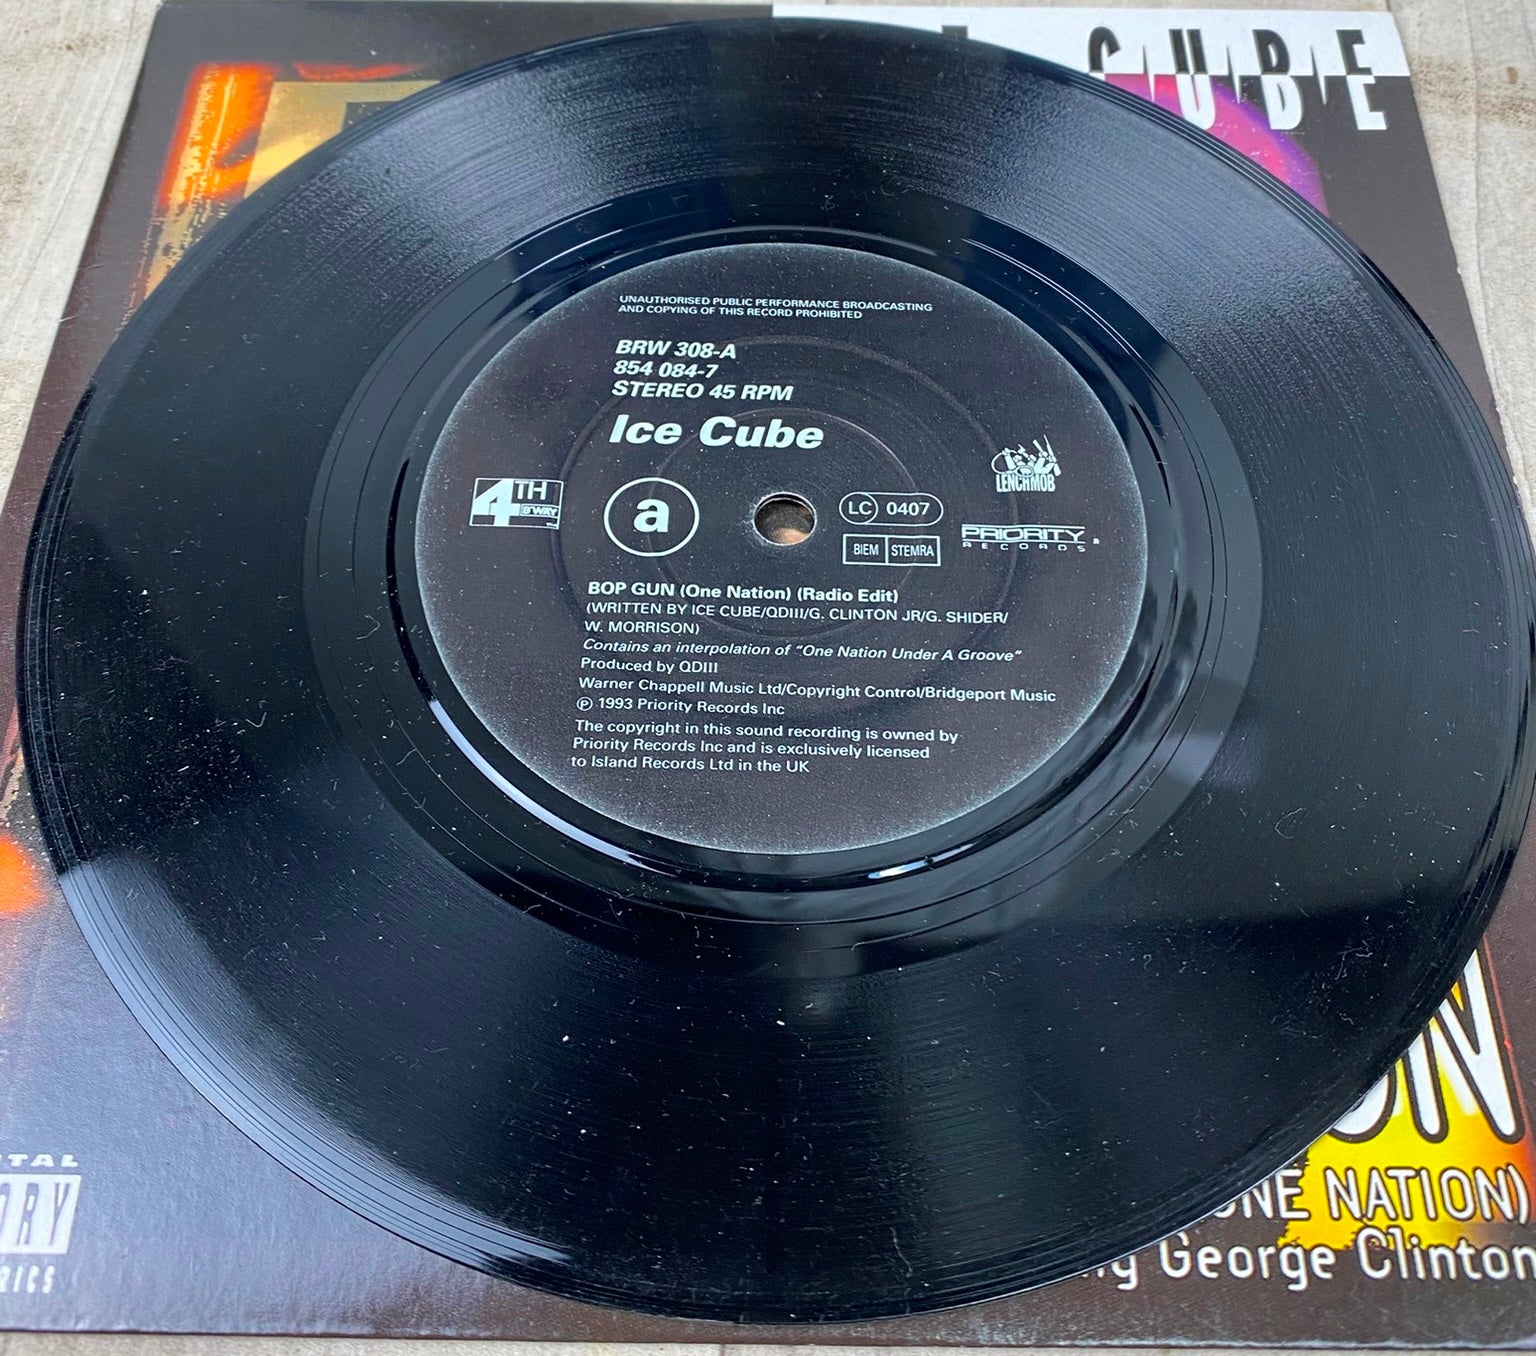 CUBE
UNAUTHORISED PUBLIC PERFORMANCE BROADCASTING
AND COPYING OF THIS RECORD PROHIBITED
BRW 308-A
854 084-7
STEREO 45 RPM
Ice Cube
4TH
B'WAY
TM
a
LC 0407
BIEM STEMRA
LENCHMOB
PRIORITY
RECORDS
BOP GUN (One Nation) (Radio Edit)
(WRITTEN BY ICE CUBE/QDIII/G. CLINTON JR/G. SHIDER/
W. MORRISON)
Contains an interpolation of "One Nation Under A Groove"
Produced by QDIII
Warner Chappell Music Ltd/Copyright Control/Bridgeport Music
℗ 1993 Priority Records Inc
The copyright in this sound recording is owned by
Priority Records Inc and is exclusively licensed
to Island Records Ltd in the UK
NATION)
George Clinton